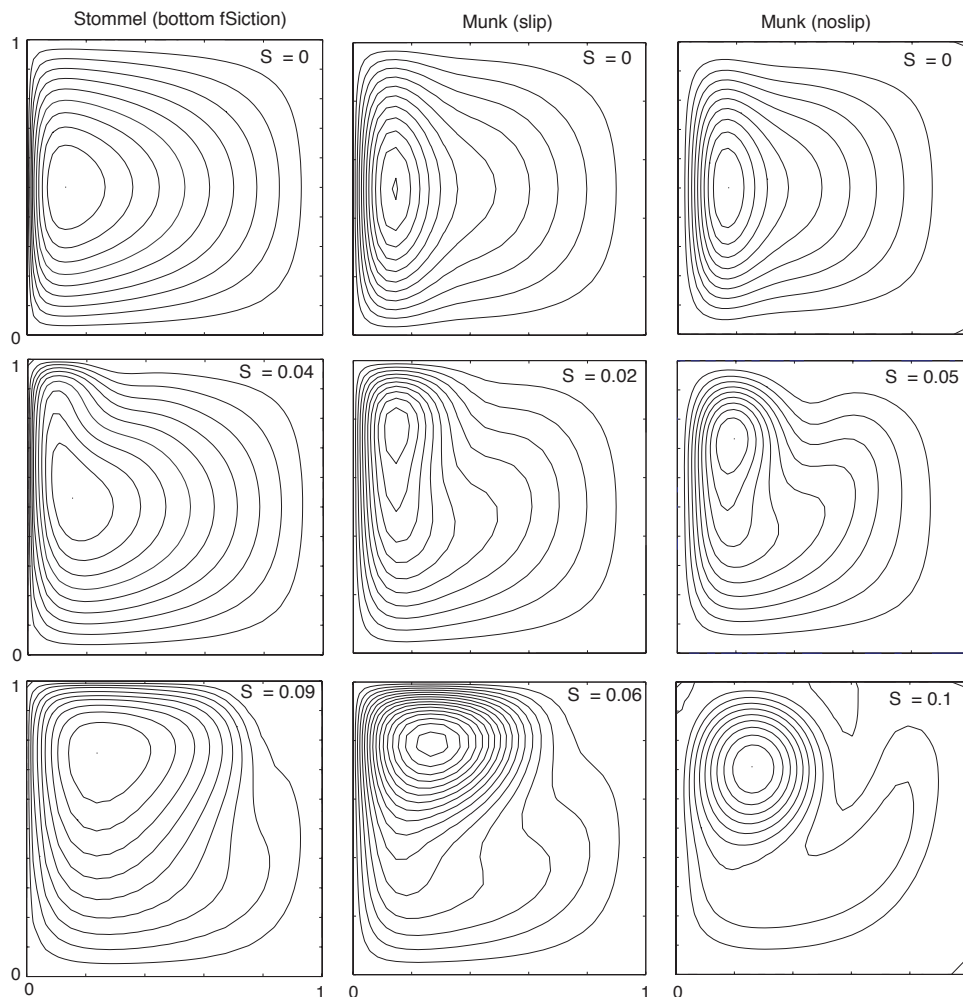 Stommel (bottom fSiction)
Munk (slip)
Munk (noslip)
1
S = 0
S = 0
S = 0
0
1
S = 0.04
S = 0.02
S = 0.05
0
1
S = 0.09
S = 0.06
S = 0.1
0
0
1
0
1
0